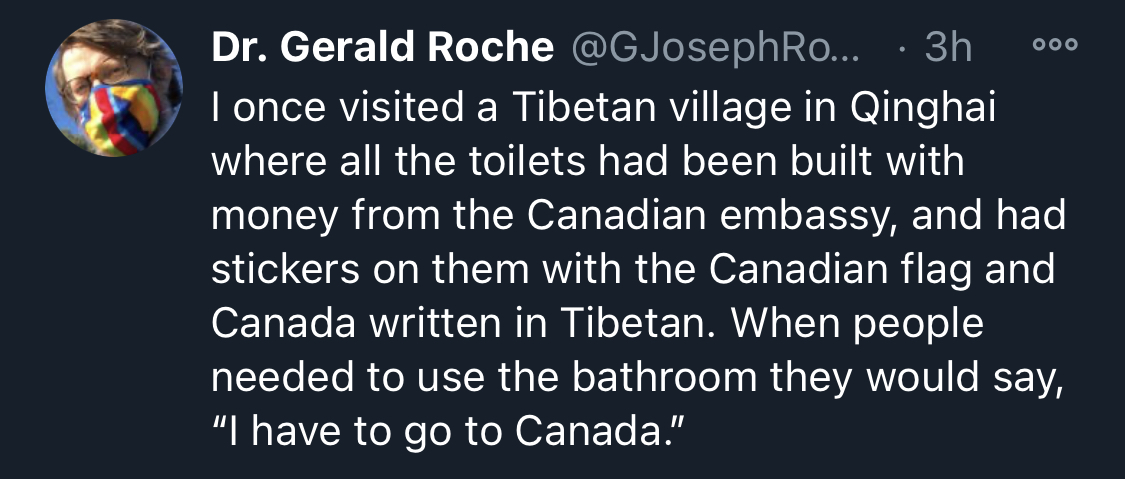 Dr. Gerald Roche @GJosephRo... · 3h
I once visited a Tibetan village in Qinghai
where all the toilets had been built with
money from the Canadian embassy, and had
stickers on them with the Canadian flag and
Canada written in Tibetan. When people
needed to use the bathroom they would say,
“I have to go to Canada.”